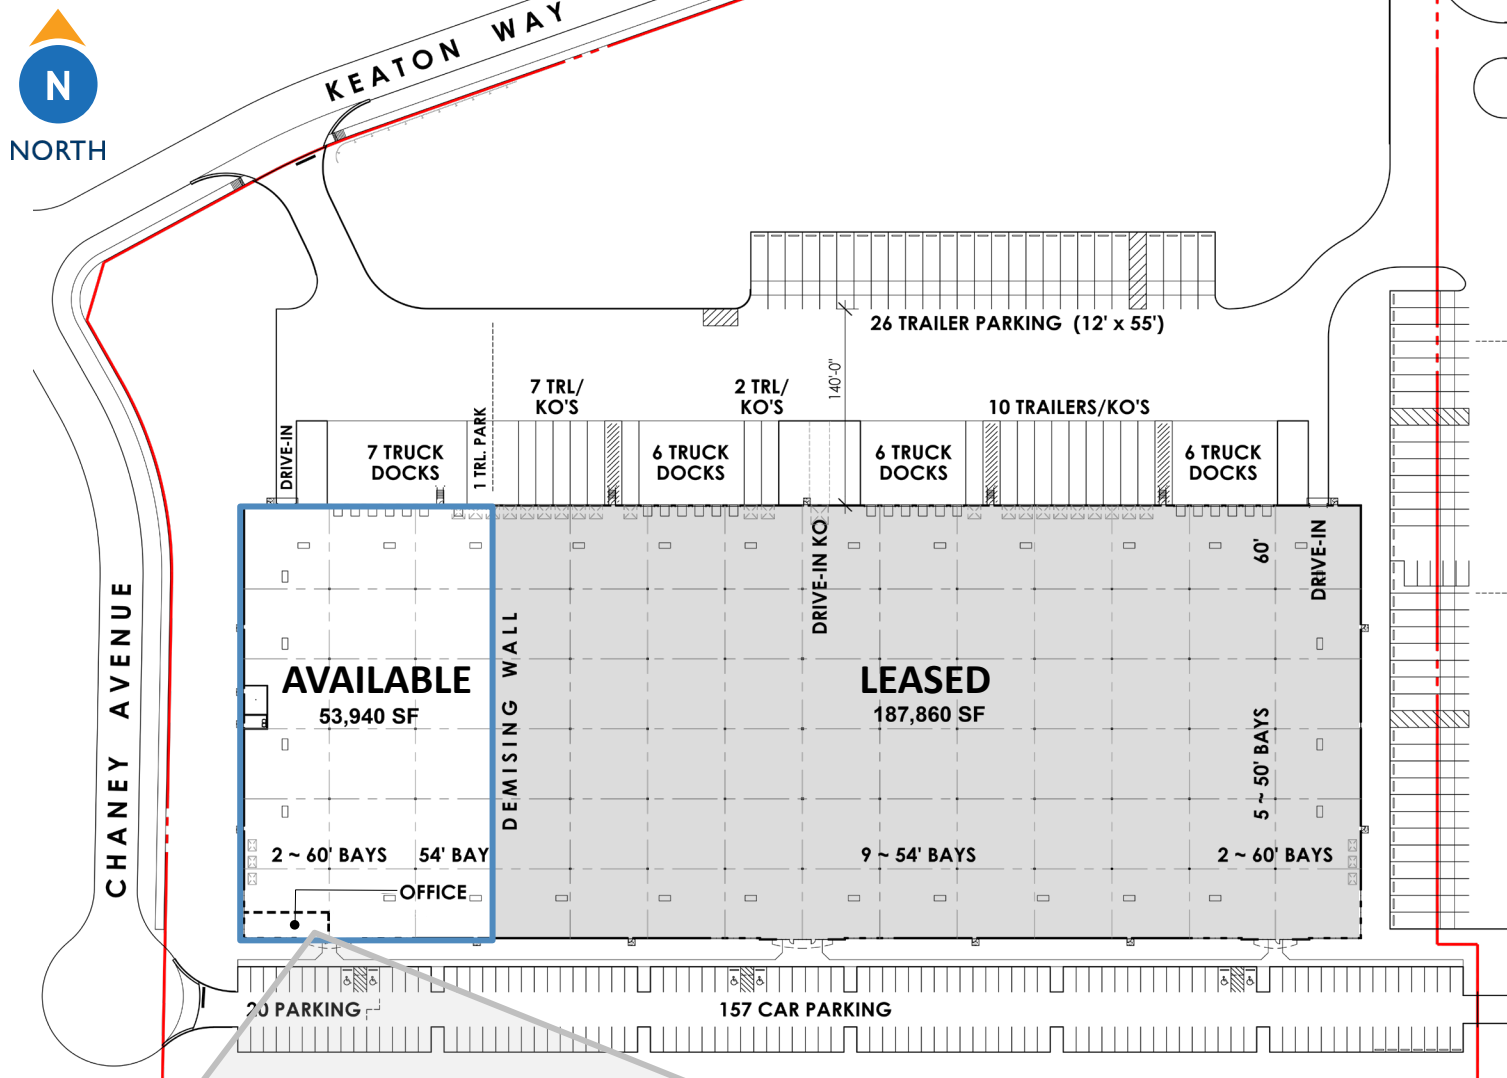 KEATON WAY
N
NORTH
26 TRAILER PARKING (12' x 55')
140'-0"
7 TRL/
KO'S
2 TRL/
KO'S
10 TRAILERS/KO'S
DRIVE-IN
7 TRUCK
DOCKS
1 TRL. PARK
6 TRUCK
DOCKS
6 TRUCK
DOCKS
6 TRUCK
DOCKS
DRIVE-IN KO
60'
DRIVE-IN
CHANEY AVENUE
AVAILABLE
53,940 SF
DEMISING WALL
LEASED
187,860 SF
5 ~ 50' BAYS
2 ~ 60' BAYS
54' BAY
9 ~ 54' BAYS
2 ~ 60' BAYS
OFFICE
20 PARKING
157 CAR PARKING